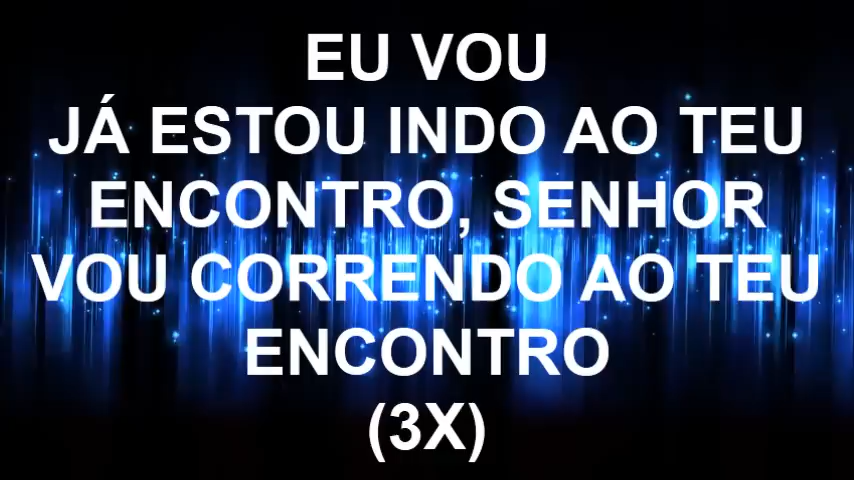 EU VOU
JÁ ESTOU INDO AO TEU
ENCONTRO, SENHOR
VOU CORRENDO AO TEU
ENCONTRO
(3X)